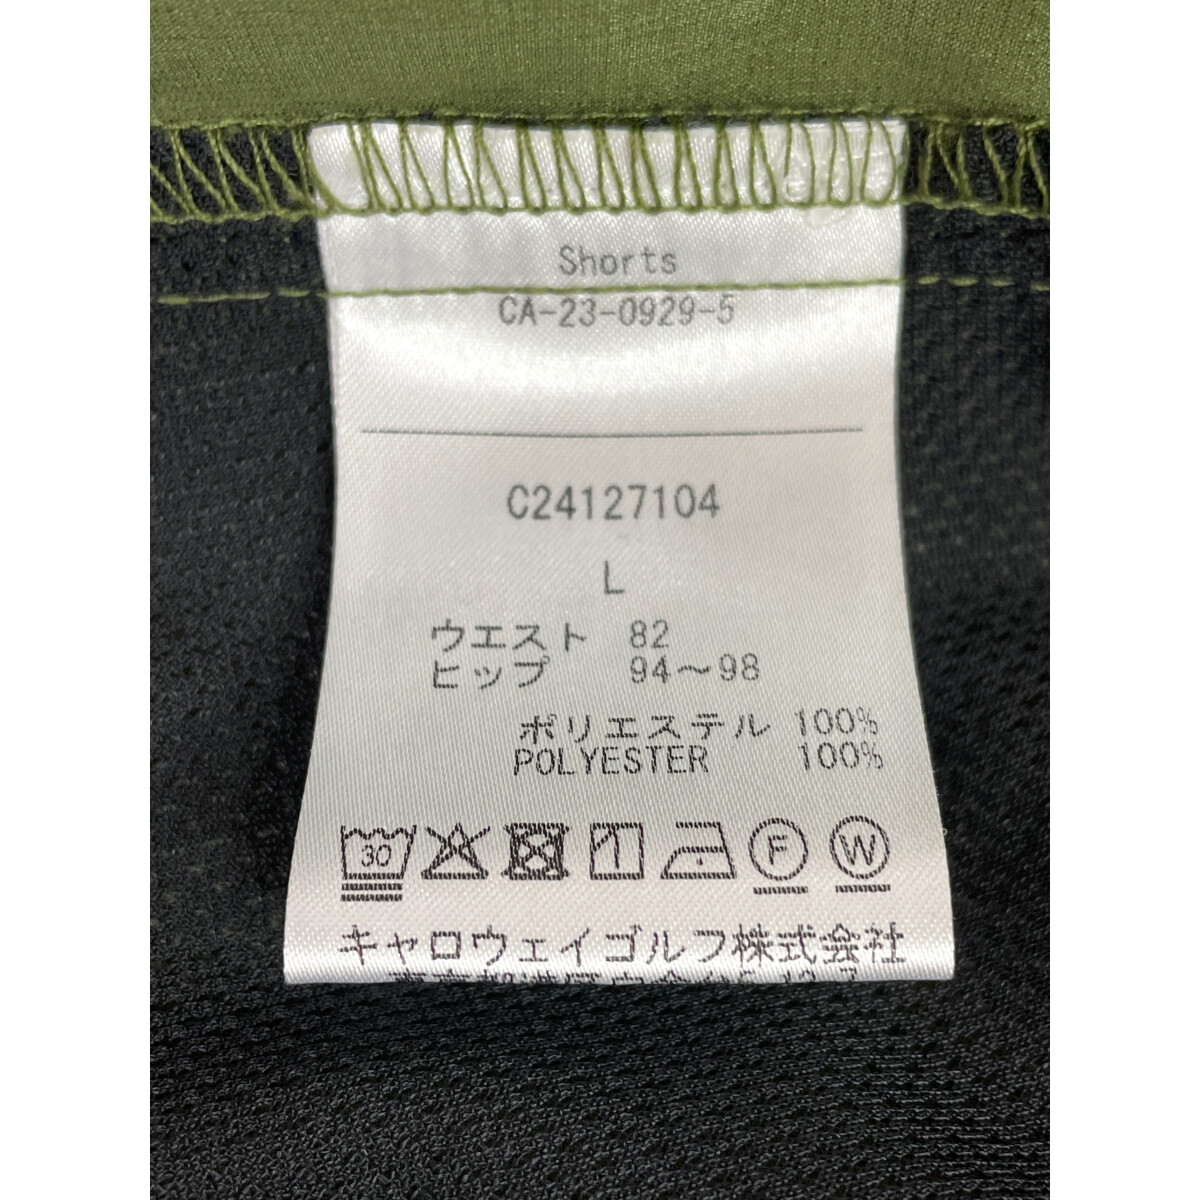 Shorts
CA-23-0929-5
C24127104
L
ウエスト 82
ヒップ 94～98
ポリエステル 100%
POLYESTER 100%
30 F W
キャロウェイゴルフ株式会社